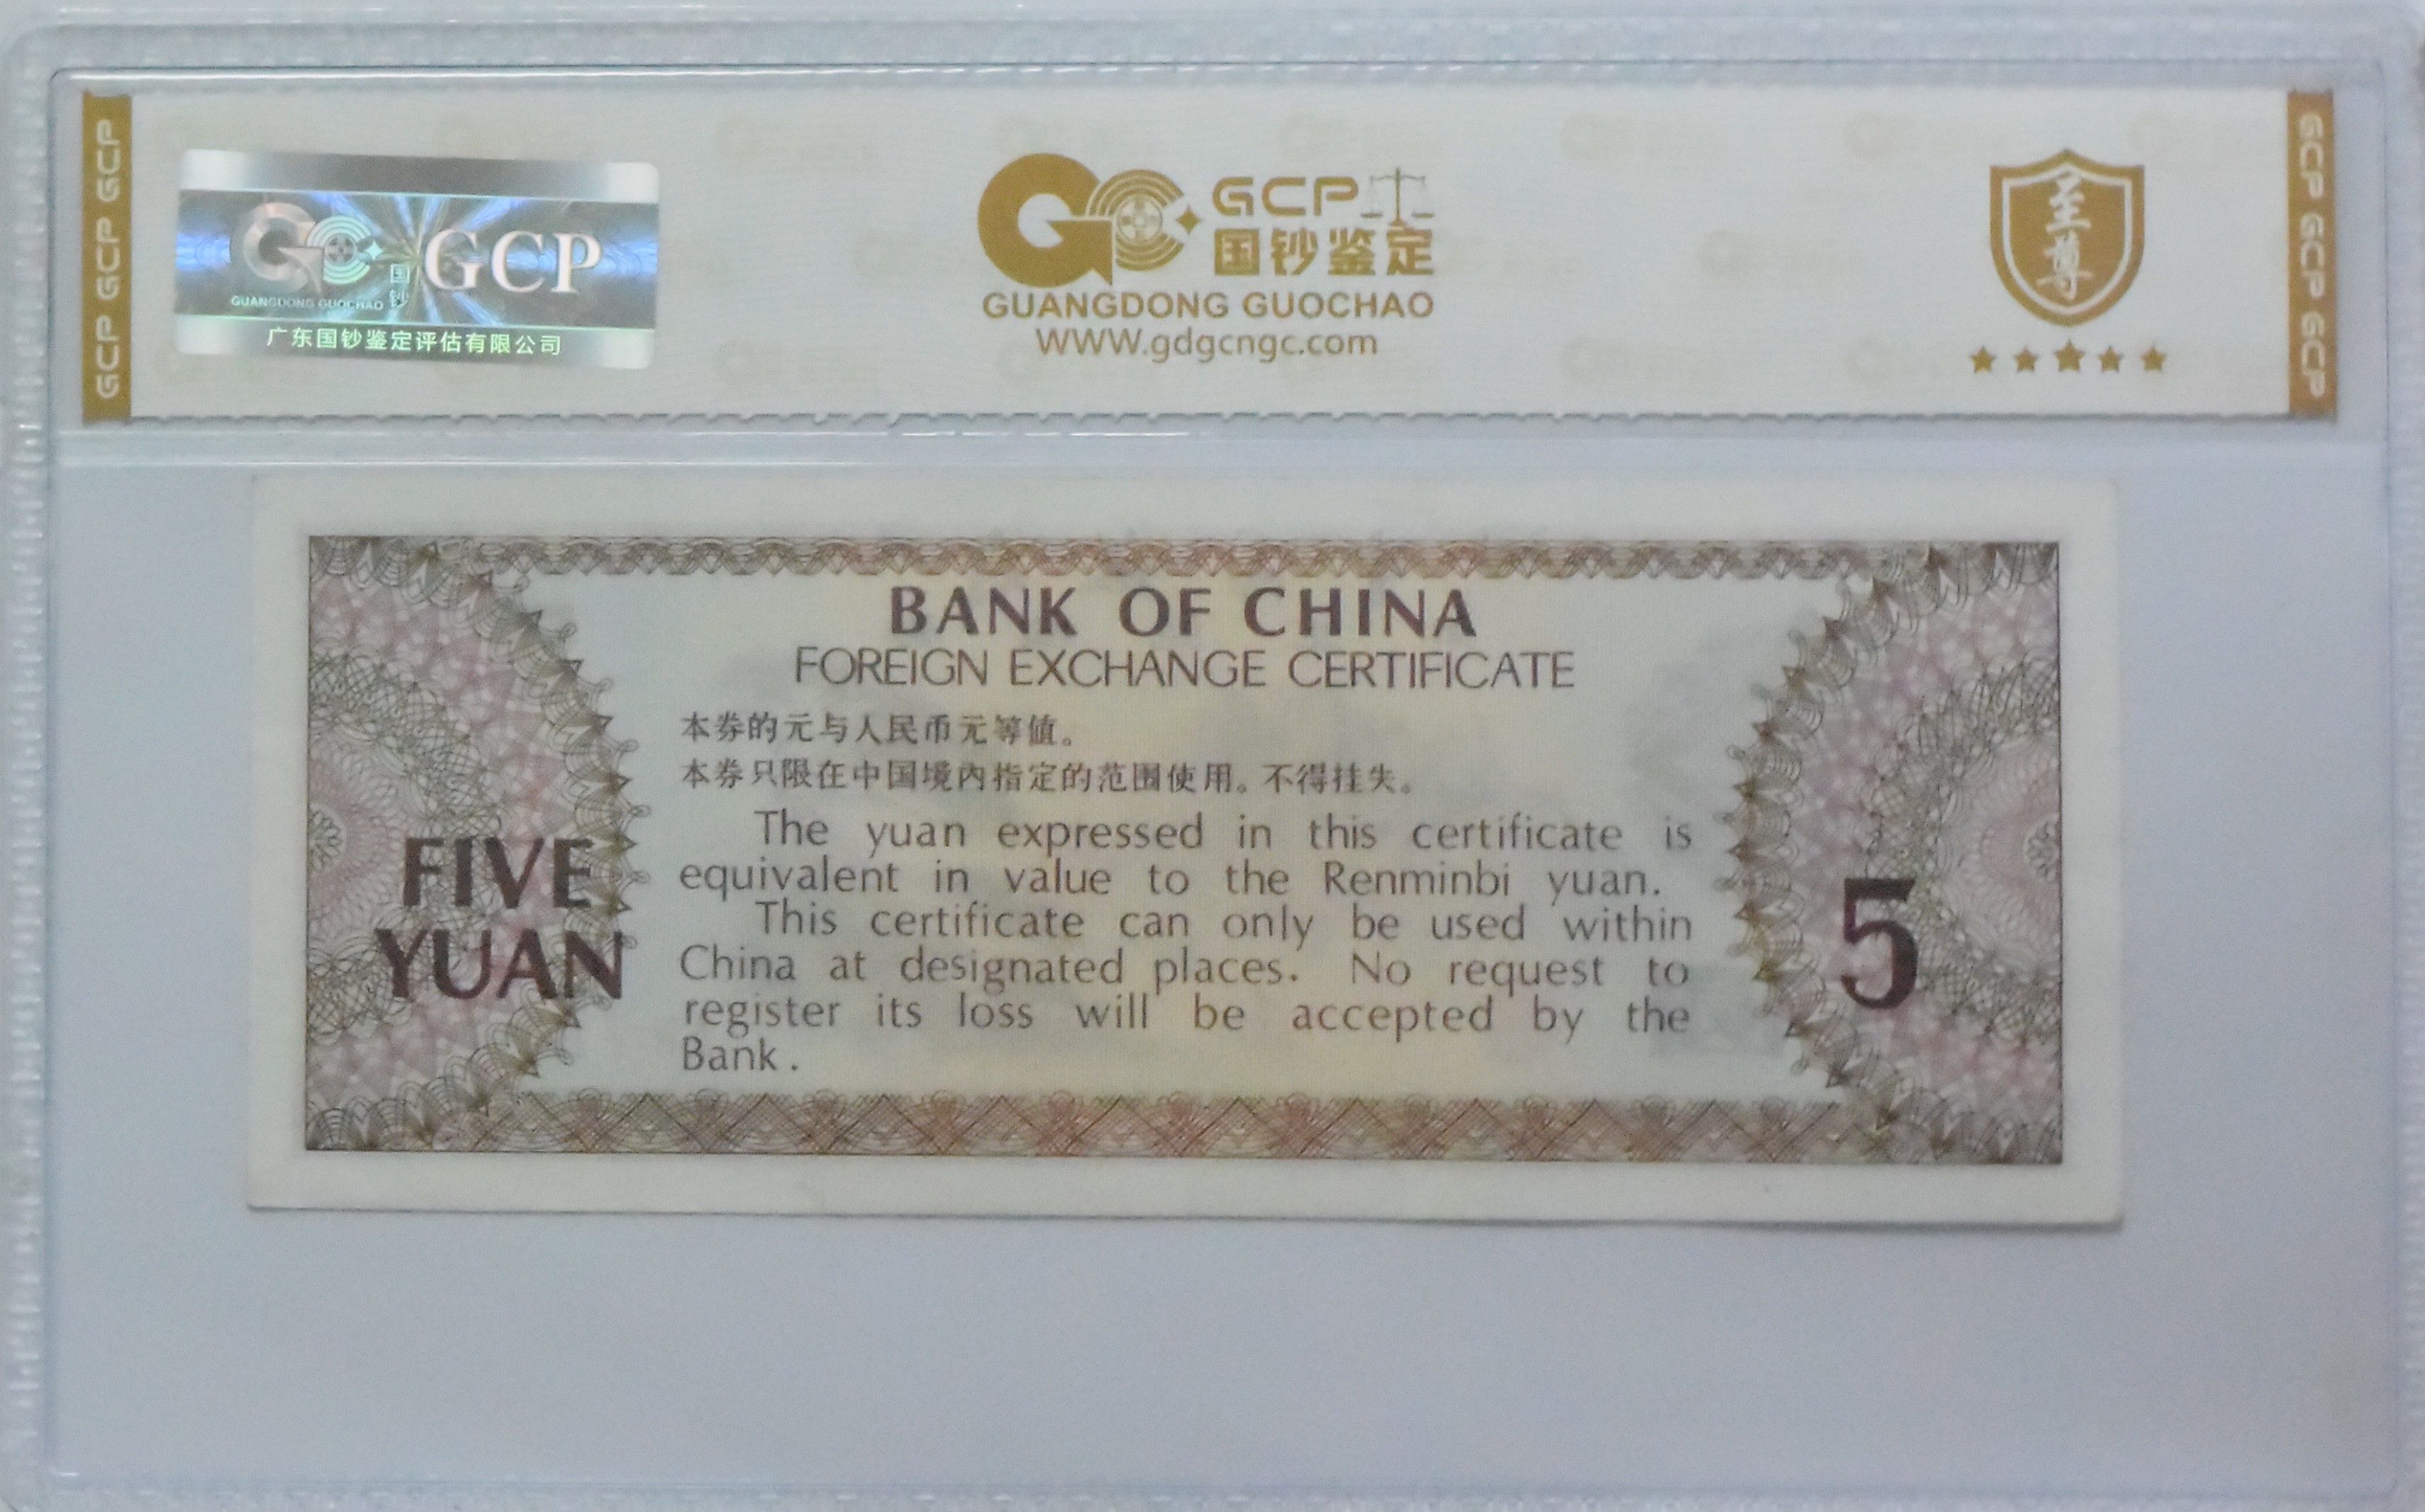 GCP GCP GCP
GC 国钞 GCP
GUANGDONG GUOCHAO
广东国钞鉴定评估有限公司
GCP
国钞鉴定
GUANGDONG GUOCHAO
WWW.gdgcngc.com
至尊
GCP GCP GCP
BANK OF CHINA
FOREIGN EXCHANGE CERTIFICATE
本券的元与人民币元等值。
本券只限在中国境内指定的范围使用。不得挂失。
The yuan expressed in this certificate is
equivalent in value to the Renminbi yuan.
This certificate can only be used within
China at designated places. No request to
register its loss will be accepted by the
Bank.
FIVE
YUAN
5